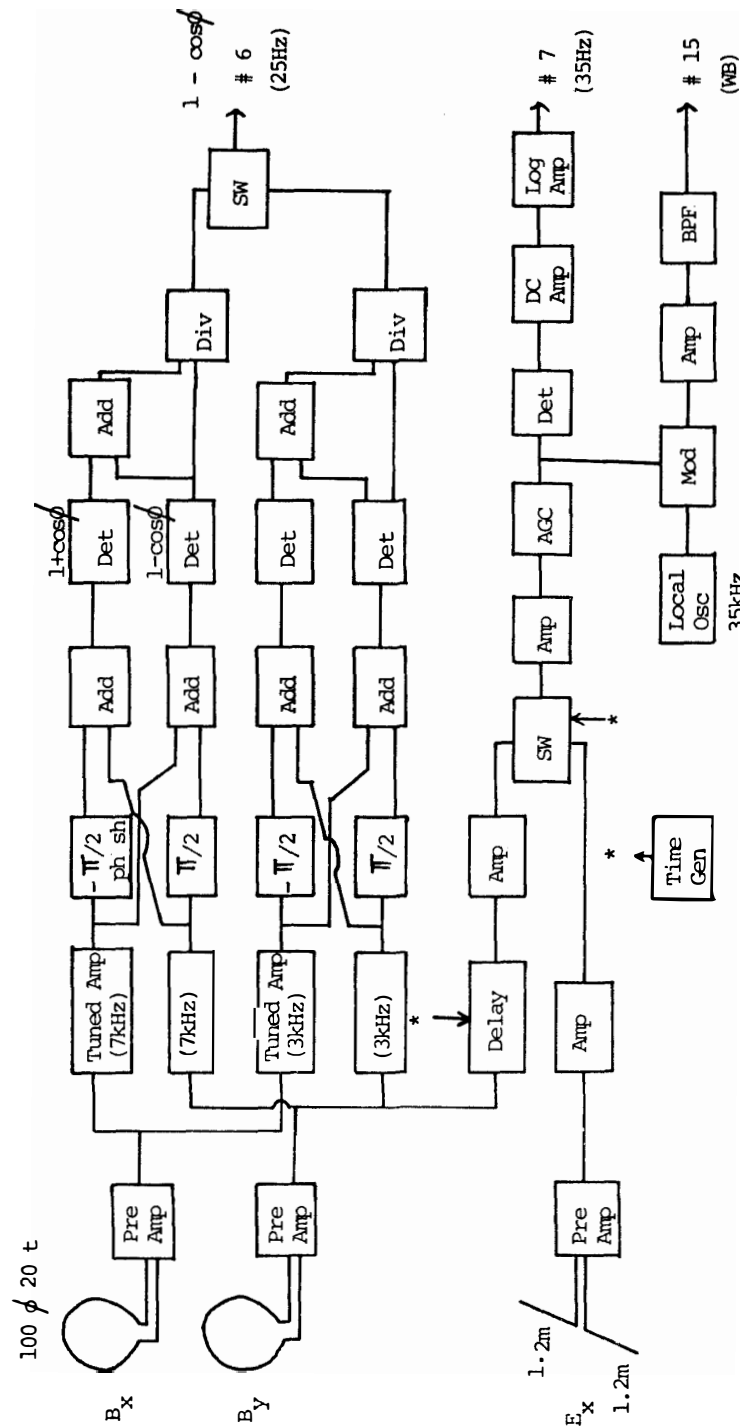 100 ϕ 20 t
B_x
Pre
Amp
Tuned Amp
(7kHz)
- π/2
ph sh
Add
1+cosϕ
Det
Add
(7kHz)
π/2
Add
1-cosϕ
Det
Div
SW
1 - cosϕ
# 6
(25Hz)
B_y
Pre
Amp
Tuned Amp
(3kHz)
- π/2
Add
Det
Add
(3kHz)
π/2
Add
Det
Div
*
Delay
Amp
SW
*
Amp
AGC
Det
DC
Amp
Log
Amp
# 7
(35Hz)
E_x
1.2m
1.2m
Pre
Amp
Amp
*
Time
Gen
Local
Osc
35kHz
Mod
Amp
BPF
# 15
(WB)